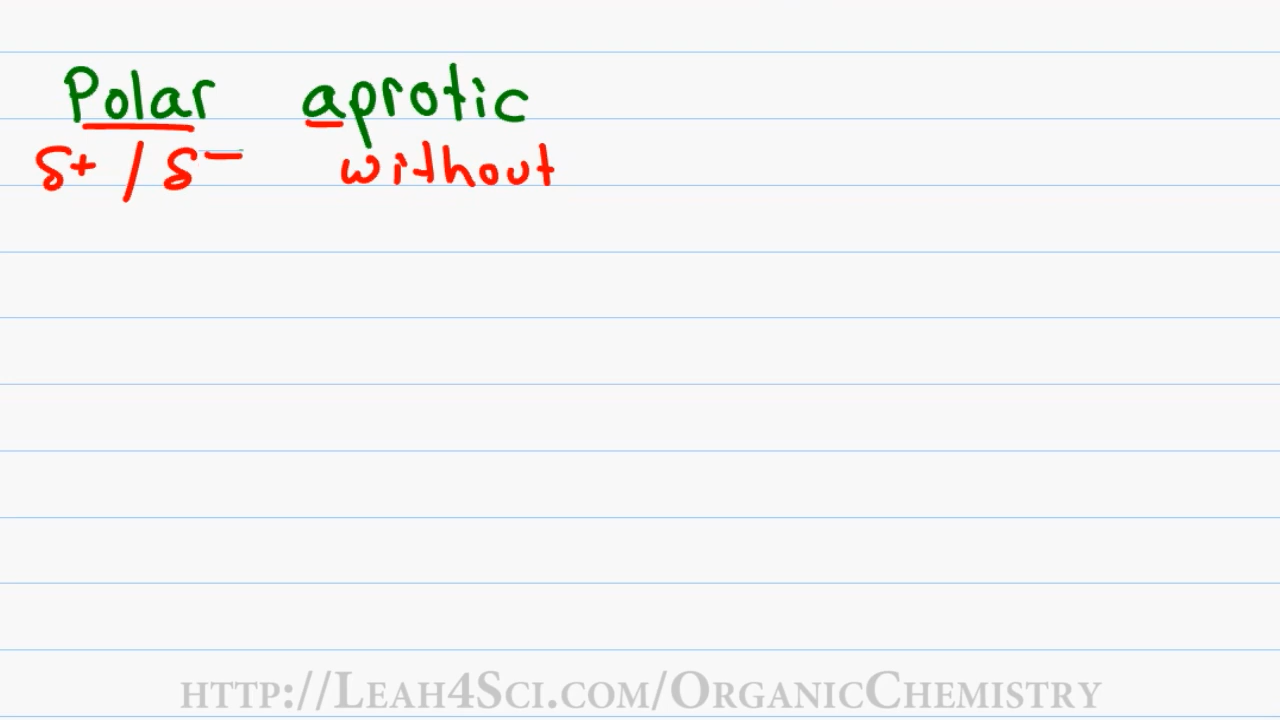 Polar aprotic
δ+ / δ− without
http://Leah4Sci.com/OrganicChemistry